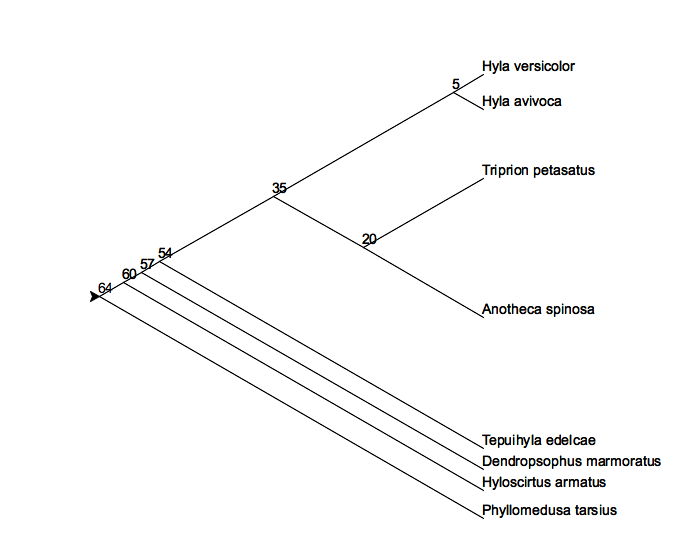 Hyla versicolor
5
Hyla avivoca
Triprion petasatus
35
20
54
57
60
64
Anotheca spinosa
Tepuihyla edelcae
Dendropsophus marmoratus
Hyloscirtus armatus
Phyllomedusa tarsius